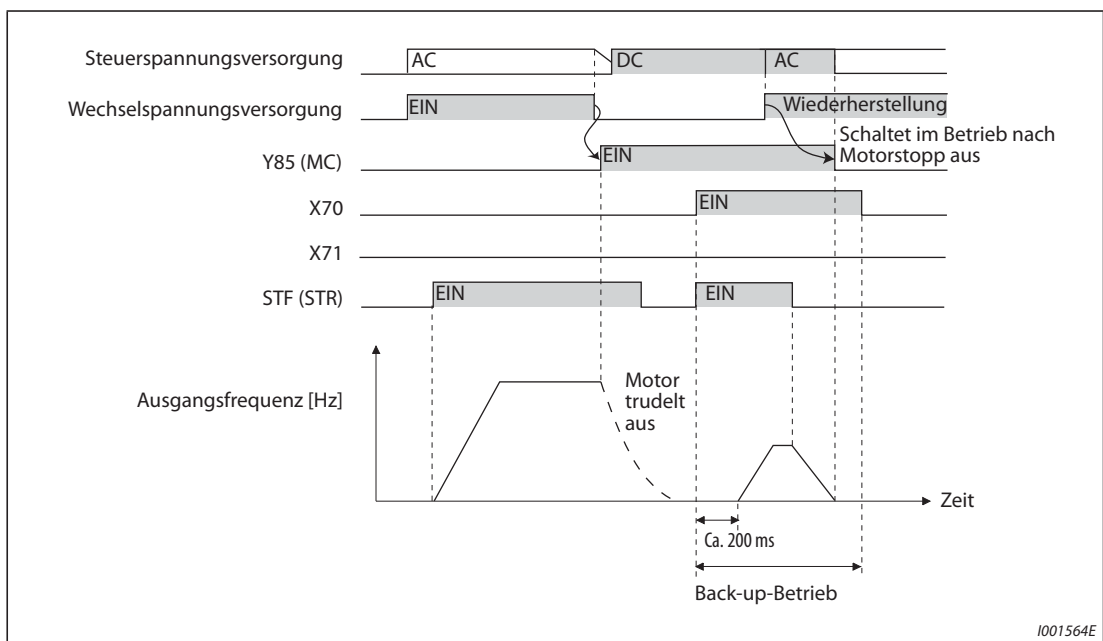 Steuerspannungsversorgung
AC
DC
AC
Wechselspannungsversorgung
EIN
Wiederherstellung
Schaltet im Betrieb nach
Motorstopp aus
Y85 (MC)
EIN
X70
EIN
X71
STF (STR)
EIN
EIN
Ausgangsfrequenz [Hz]
Motor
trudelt
aus
Zeit
Ca. 200 ms
Back-up-Betrieb
I001564E